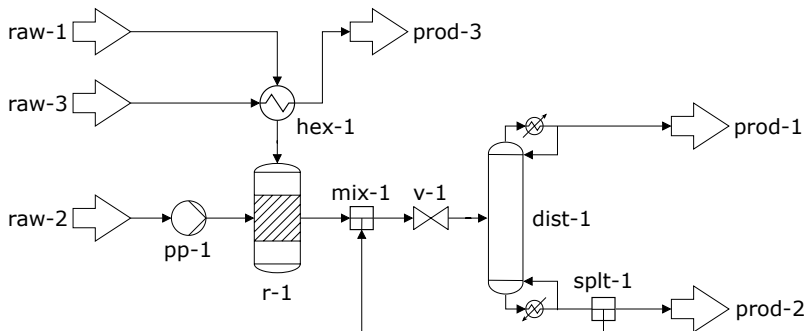 raw-1
prod-3
raw-3
hex-1
prod-1
mix-1
v-1
raw-2
dist-1
pp-1
r-1
splt-1
prod-2